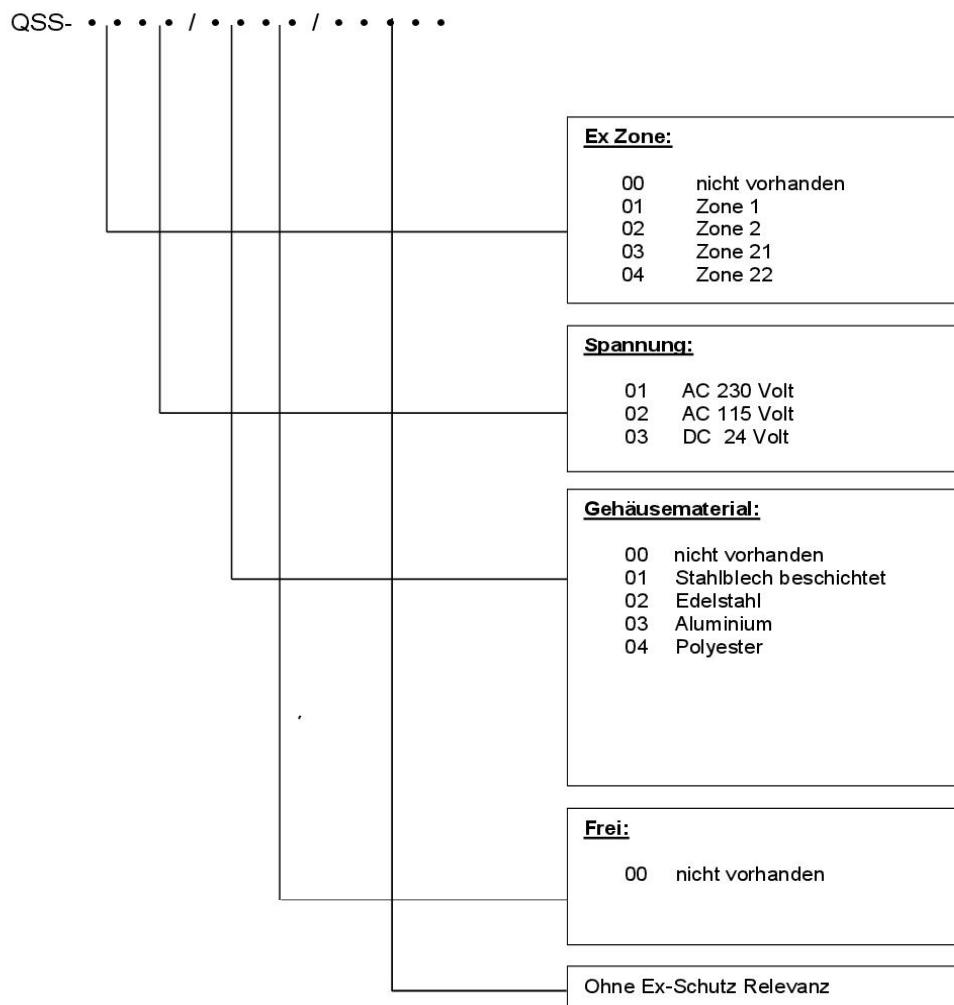 QSS- • • • • / • • • • / • • • • •
Ex Zone:
00 nicht vorhanden
01 Zone 1
02 Zone 2
03 Zone 21
04 Zone 22
Spannung:
01 AC 230 Volt
02 AC 115 Volt
03 DC 24 Volt
Gehäusematerial:
00 nicht vorhanden
01 Stahlblech beschichtet
02 Edelstahl
03 Aluminium
04 Polyester
Frei:
00 nicht vorhanden
Ohne Ex-Schutz Relevanz